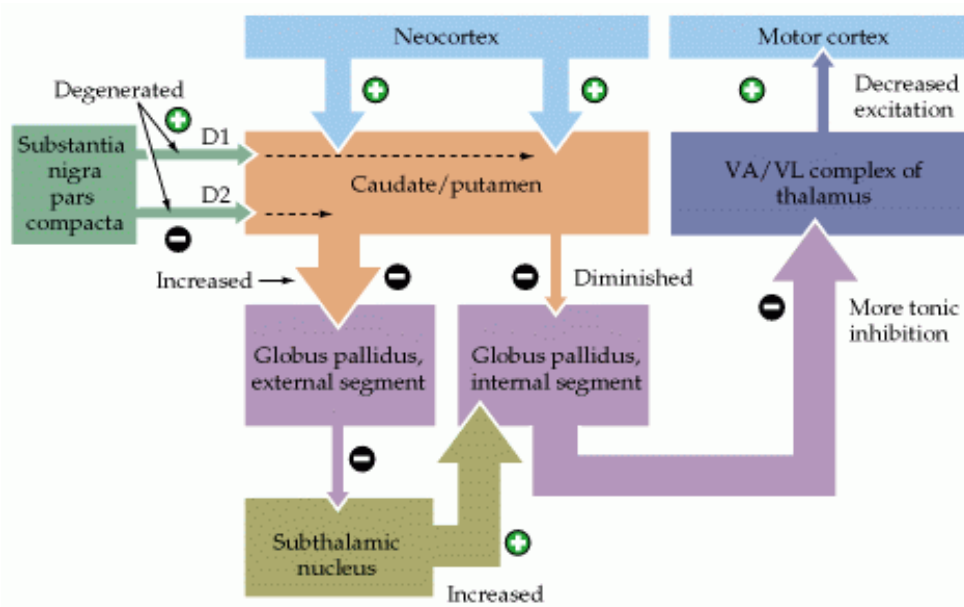 Neocortex
Motor cortex
Degenerated
Decreased
excitation
D1
Substantia
nigra
pars
compacta
Caudate/putamen
VA/VL complex of
thalamus
D2
Increased
Diminished
More tonic
inhibition
Globus pallidus,
external segment
Globus pallidus,
internal segment
Subthalamic
nucleus
Increased